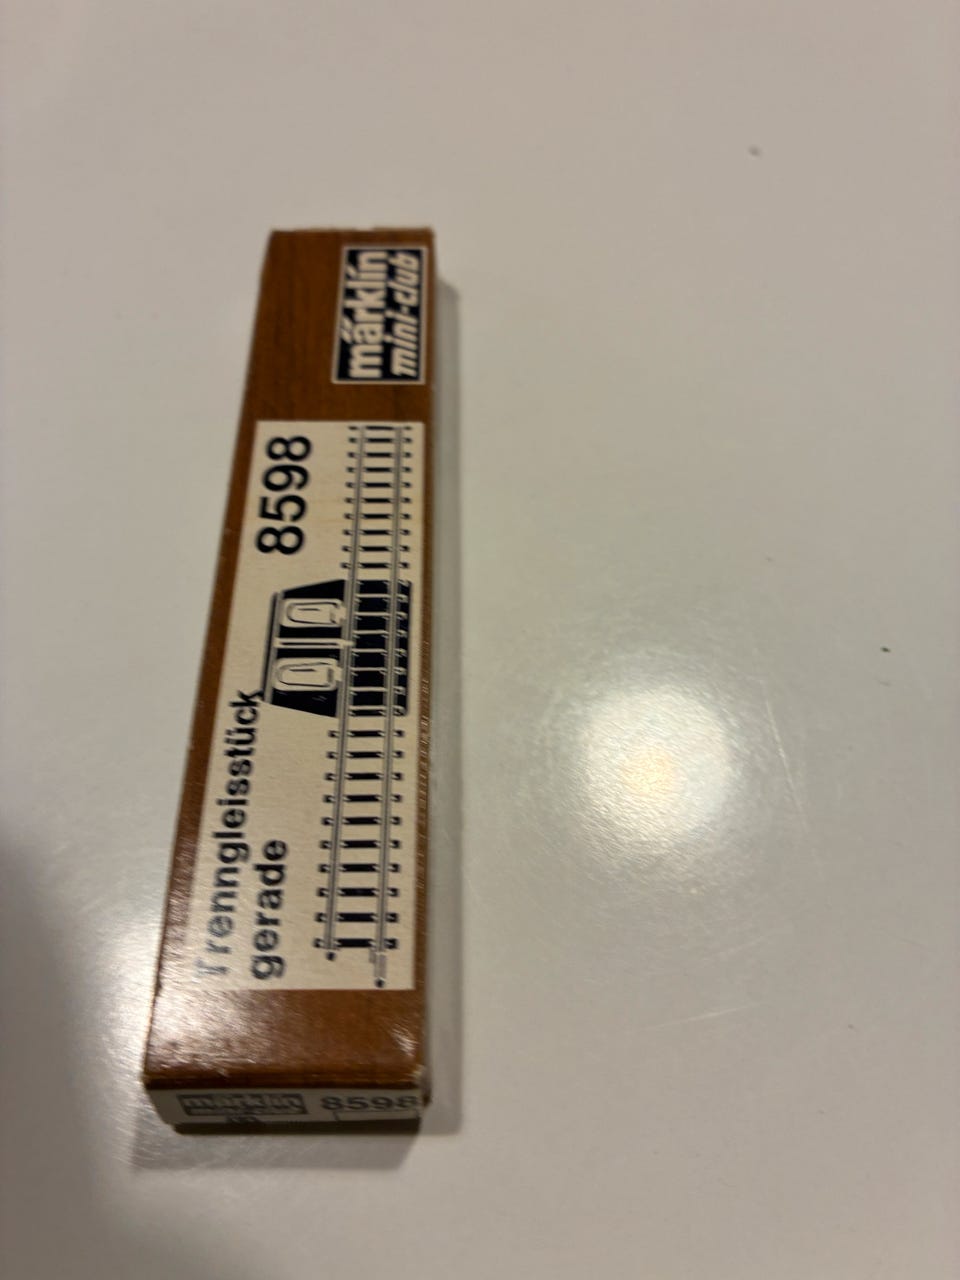 märklin
mini-club
8598
Trenngleisstück
gerade
märklin
8598